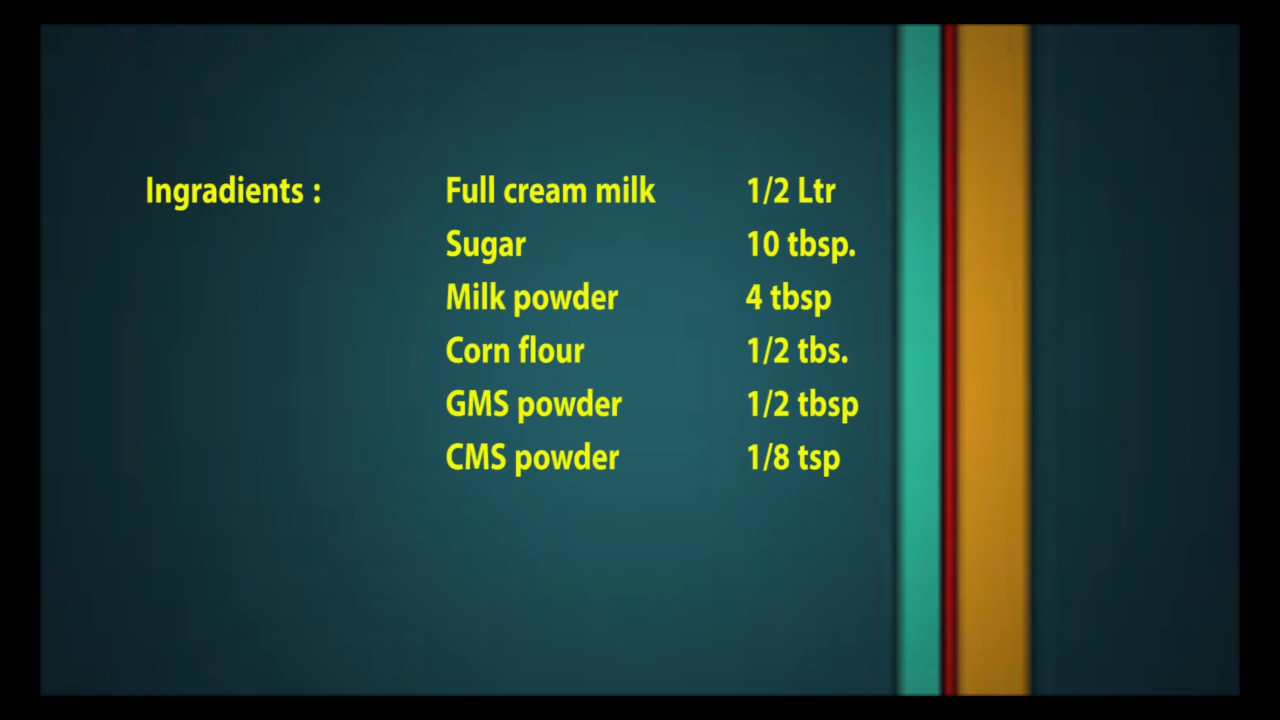 Ingradients : Full cream milk 1/2 Ltr
Sugar 10 tbsp.
Milk powder 4 tbsp
Corn flour 1/2 tbs.
GMS powder 1/2 tbsp
CMS powder 1/8 tsp